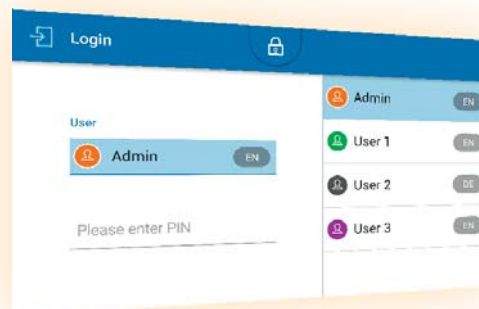 Login
User
Admin EN
Please enter PIN
Admin EN
User 1 EN
User 2 DE
User 3 EN